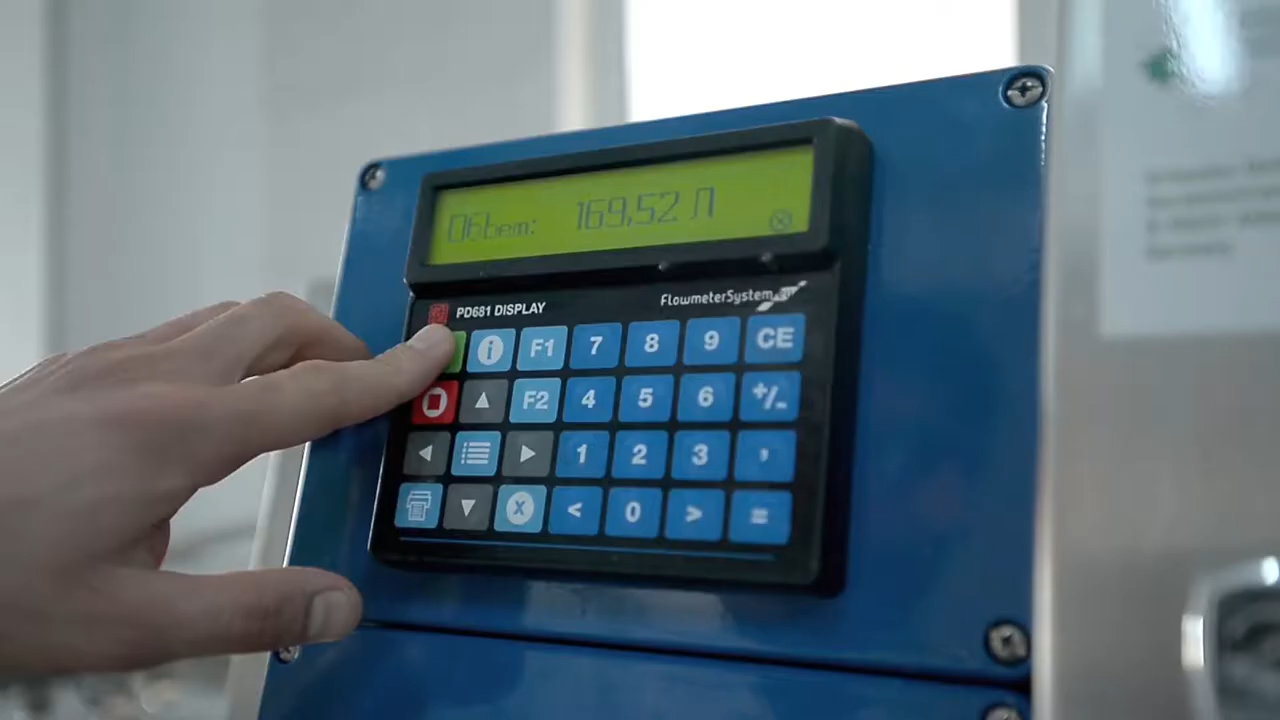 Объем: 169,52 Л
PD681 DISPLAY
FlowmeterSystem
F1 7 8 9 CE
F2 4 5 6 +/-
1 2 3 ,
X < 0 > =